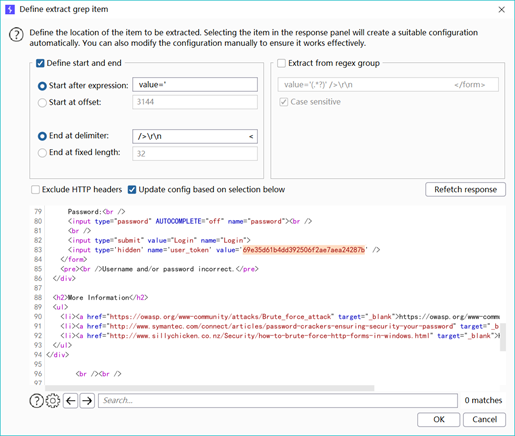 Define extract grep item
Define the location of the item to be extracted. Selecting the item in the response panel will create a suitable configuration
automatically. You can also modify the configuration manually to ensure it works effectively.
Define start and end
Start after expression:
value='
Start at offset:
3144
End at delimiter:
/>\r\n <
End at fixed length:
32
Extract from regex group
value='(.*?)' />\r\n </form>
Case sensitive
Exclude HTTP headers
Update config based on selection below
Refetch response
79 Password:<br />
80 <input type="password" AUTOCOMPLETE="off" name="password"><br />
81 <br />
82 <input type="submit" value="Login" name="Login">
83 <input type='hidden' name='user_token' value='69e35d61b4dd392506f2ae7aea24287b' />
84 </form>
85 <pre><br />Username and/or password incorrect.</pre>
86 </div>
87
88 <h2>More Information</h2>
89 <ul>
90 <li><a href="https://owasp.org/www-community/attacks/Brute_force_attack" target="_blank">https://owasp.org/www-commu
91 <li><a href="http://www.symantec.com/connect/articles/password-crackers-ensuring-security-your-password" target="_b
92 <li><a href="http://www.sillychicken.co.nz/Security/how-to-brute-force-http-forms-in-windows.html" target="_blank">
93 </ul>
94 </div>
95
96 <br /><br />
97
Search...
0 matches
OK
Cancel